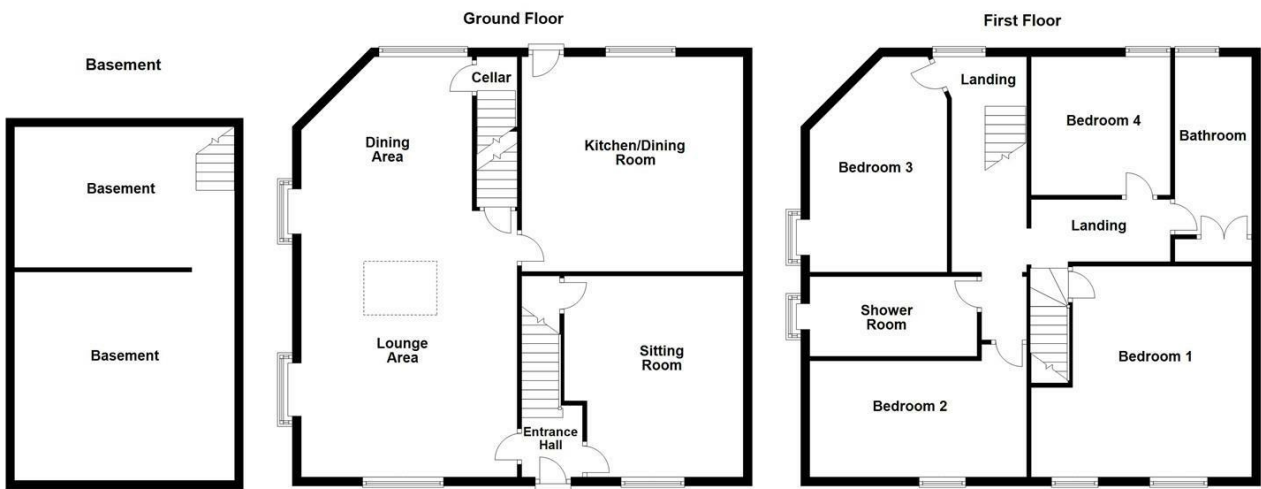 Basement
Basement
Basement
Ground Floor
Cellar
Dining
Area
Kitchen/Dining
Room
Lounge
Area
Sitting
Room
Entrance
Hall
First Floor
Landing
Bedroom 4
Bathroom
Bedroom 3
Landing
Shower
Room
Bedroom 1
Bedroom 2